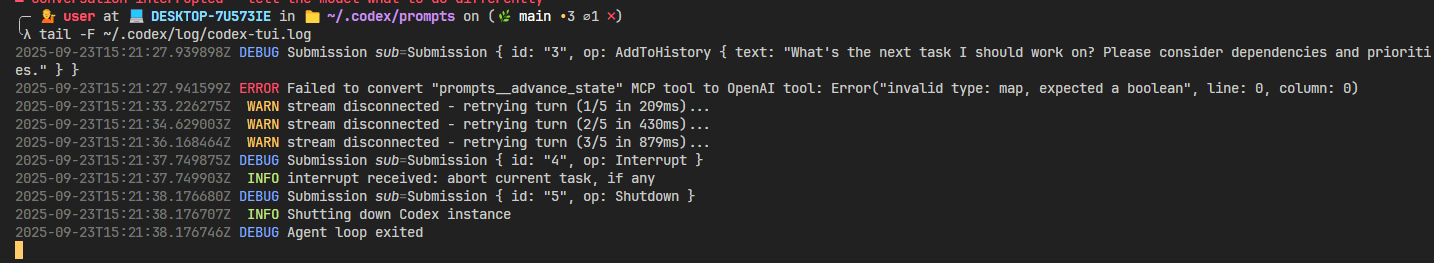 Conversation interrupted - tell the model what to do differently
user at DESKTOP-7U573IE in ~/.codex/prompts on ( main •3 ⌀1 ✕)
λ tail -F ~/.codex/log/codex-tui.log
2025-09-23T15:21:27.939898Z DEBUG Submission sub=Submission { id: "3", op: AddToHistory { text: "What's the next task I should work on? Please consider dependencies and prioriti
es." } }
2025-09-23T15:21:27.941599Z ERROR Failed to convert "prompts__advance_state" MCP tool to OpenAI tool: Error("invalid type: map, expected a boolean", line: 0, column: 0)
2025-09-23T15:21:33.226275Z WARN stream disconnected - retrying turn (1/5 in 209ms)...
2025-09-23T15:21:34.629003Z WARN stream disconnected - retrying turn (2/5 in 430ms)...
2025-09-23T15:21:36.168464Z WARN stream disconnected - retrying turn (3/5 in 879ms)...
2025-09-23T15:21:37.749875Z DEBUG Submission sub=Submission { id: "4", op: Interrupt }
2025-09-23T15:21:37.749903Z INFO interrupt received: abort current task, if any
2025-09-23T15:21:38.176680Z DEBUG Submission sub=Submission { id: "5", op: Shutdown }
2025-09-23T15:21:38.176707Z INFO Shutting down Codex instance
2025-09-23T15:21:38.176746Z DEBUG Agent loop exited